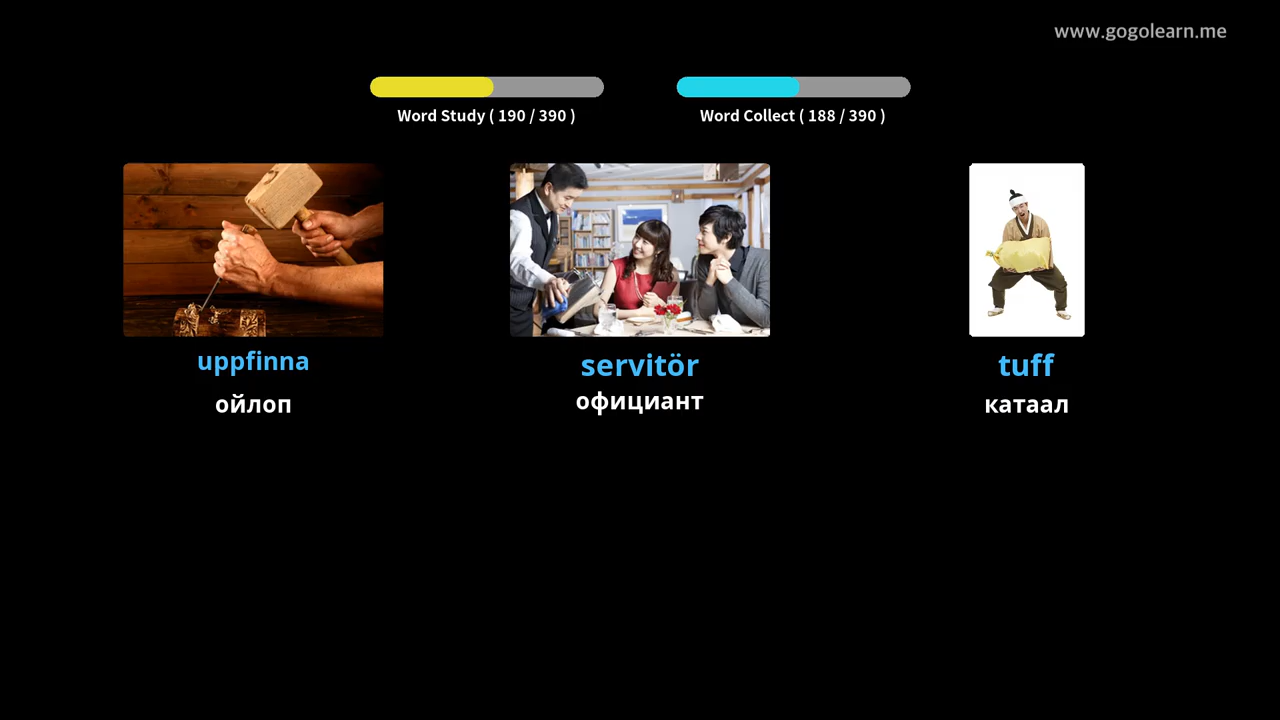 www.gogolearn.me
Word Study ( 190 / 390 )
Word Collect ( 188 / 390 )
uppfinna
servitör
tuff
ойлоп
официант
катаал